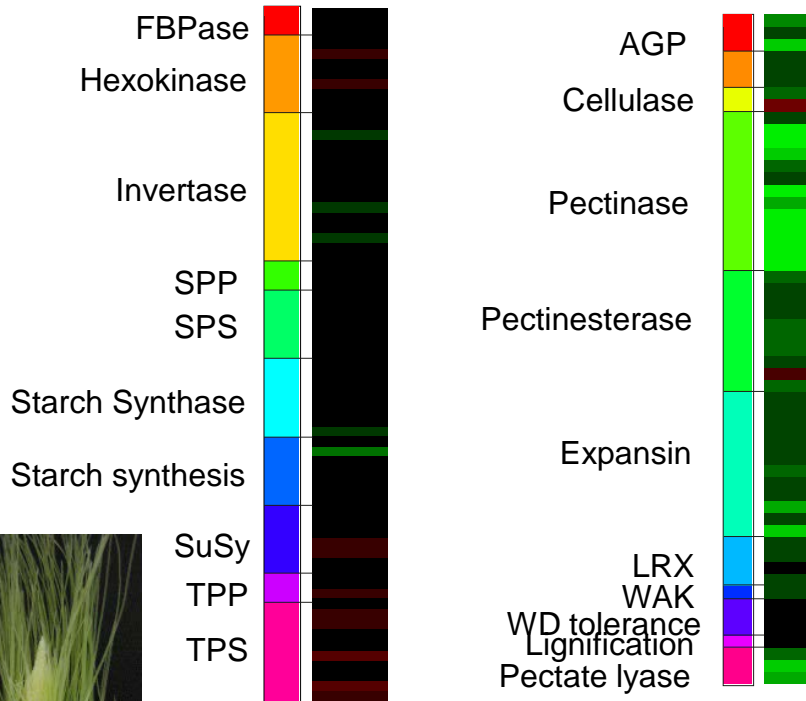 FBPase
Hexokinase
Invertase
SPP
SPS
Starch Synthase
Starch synthesis
SuSy
TPP
TPS
AGP
Cellulase
Pectinase
Pectinesterase
Expansin
LRX
WAK
WD tolerance
Lignification
Pectate lyase